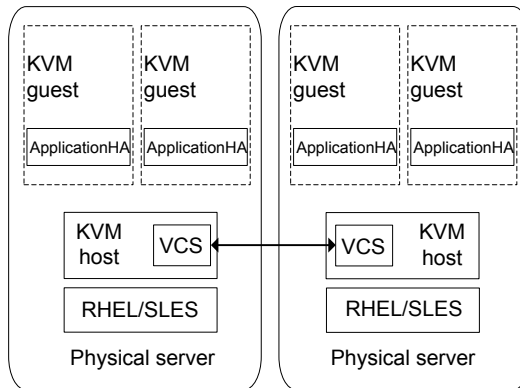 KVM
guest
KVM
guest
ApplicationHA
ApplicationHA
KVM
host
VCS
RHEL/SLES
Physical server
KVM
guest
KVM
guest
ApplicationHA
ApplicationHA
VCS
KVM
host
RHEL/SLES
Physical server